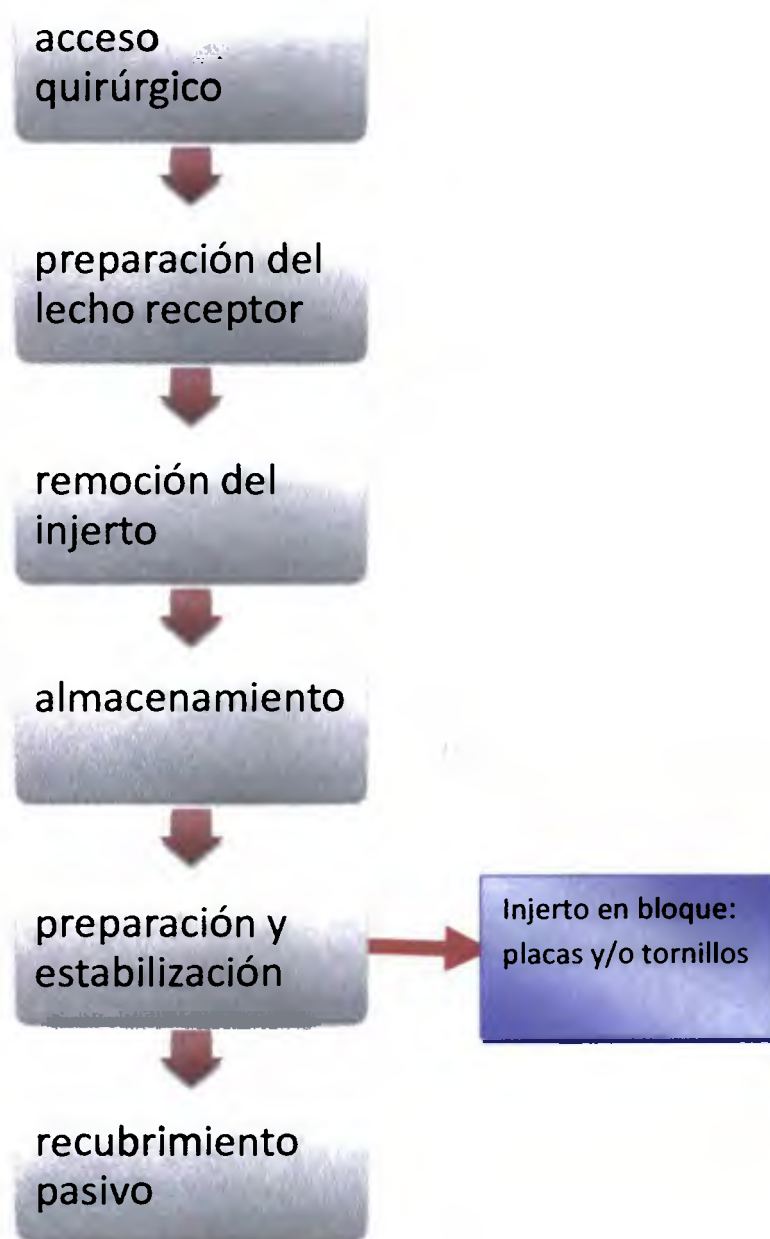 acceso
quirúrgico
preparación del
lecho receptor
remoción del
injerto
almacenamiento
preparación y
estabilización
Injerto en bloque:
placas y/o tornillos
recubrimiento
pasivo